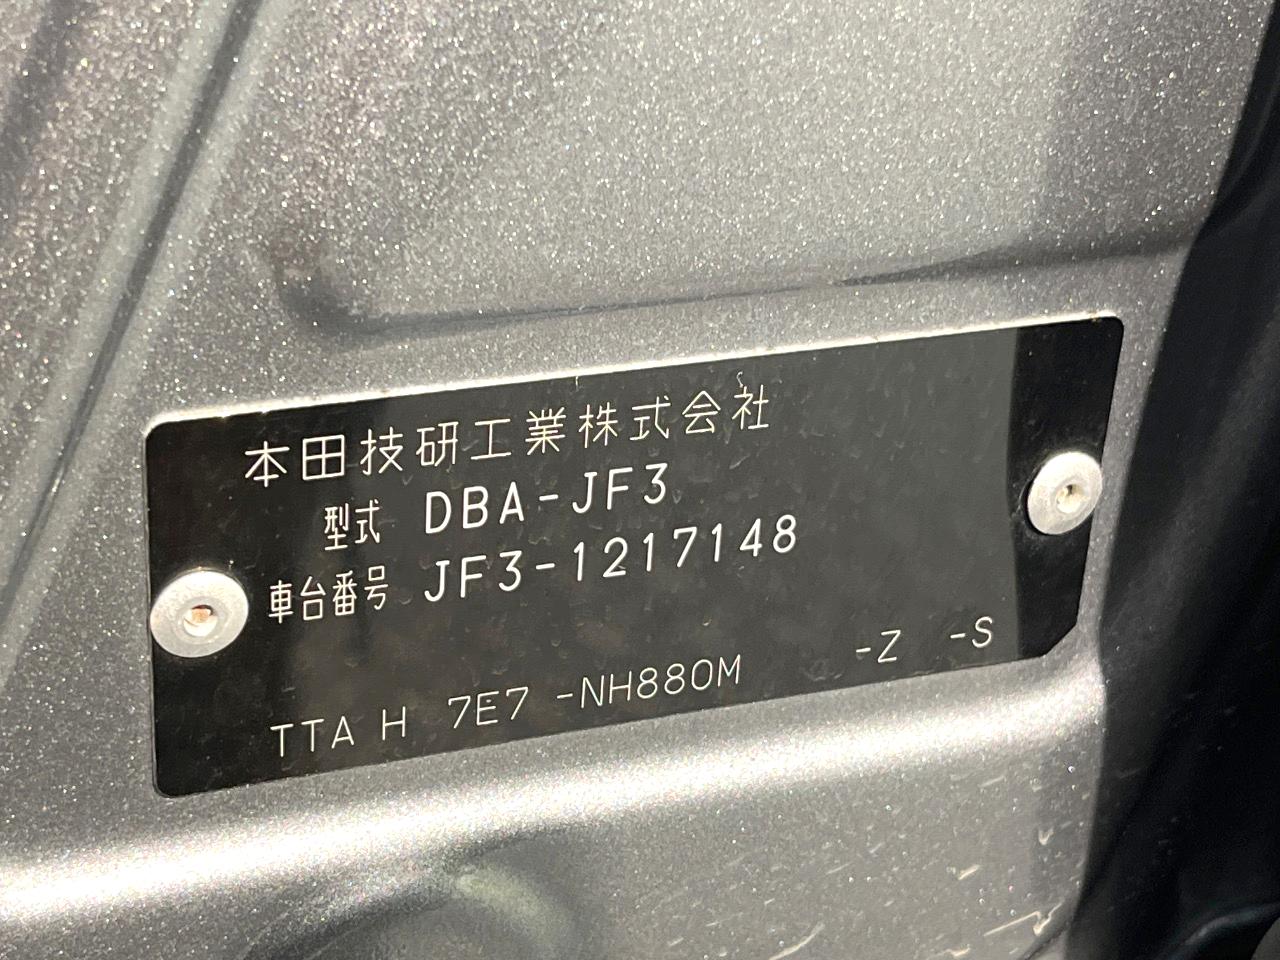 本田技研工業株式会社
型式 DBA-JF3
車台番号 JF3-1217148
TTA H 7E7 -NH880M -Z -S